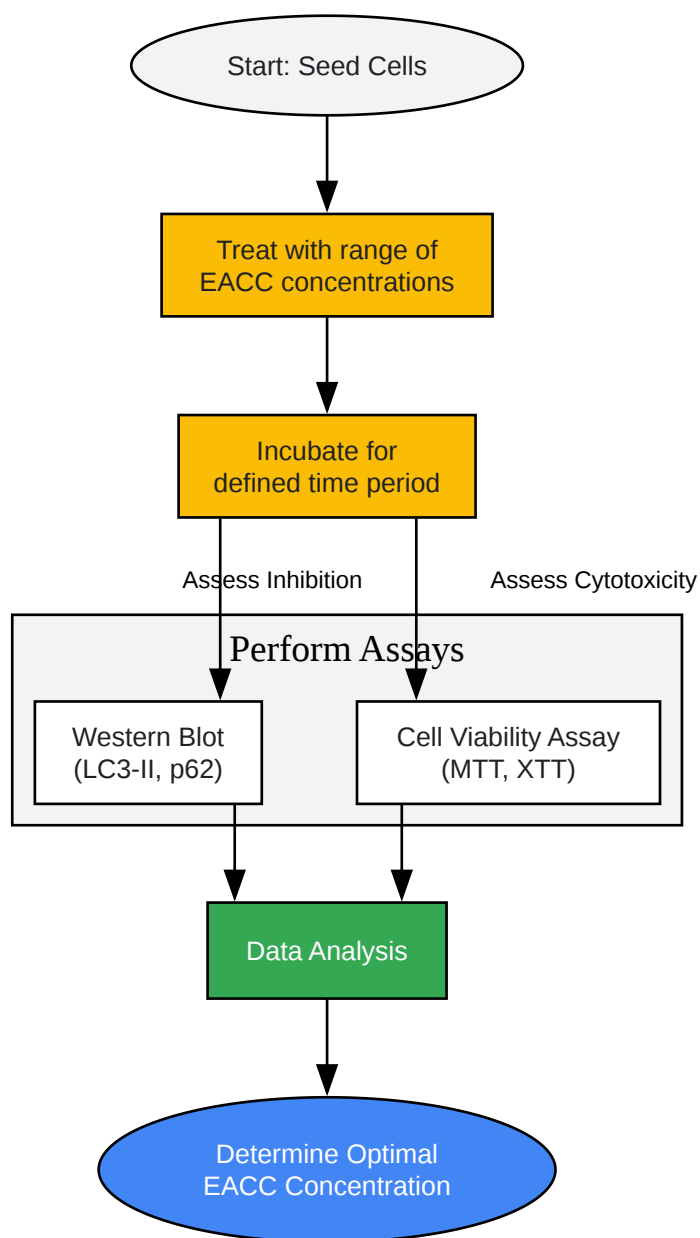 Start: Seed Cells
Treat with range of
EACC concentrations
Incubate for
defined time period
Assess Inhibition
Assess Cytotoxicity
Perform Assays
Western Blot
(LC3-II, p62)
Cell Viability Assay
(MTT, XTT)
Data Analysis
Determine Optimal
EACC Concentration